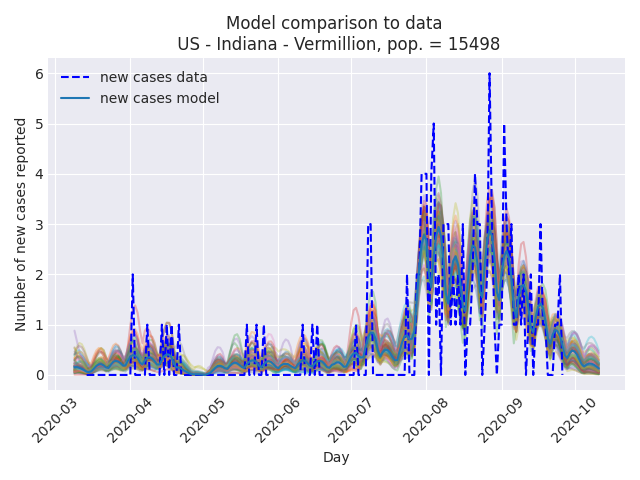 Model comparison to data
US - Indiana - Vermillion, pop. = 15498
new cases data
new cases model
Number of new cases reported
6
5
4
3
2
1
0
2020-03
2020-04
2020-05
2020-06
2020-07
2020-08
2020-09
2020-10
Day